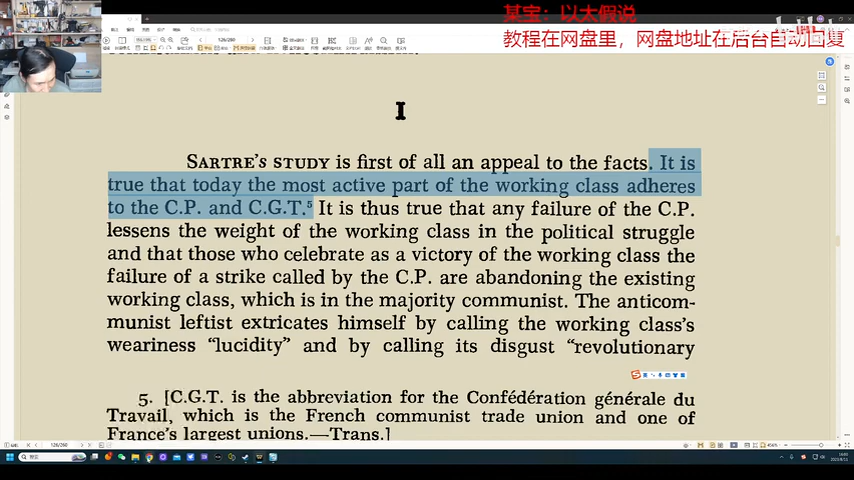 某宝：以太假说
教程在网盘里，网盘地址在后台自动回复
I
SARTRE'S STUDY is first of all an appeal to the facts. It is
true that today the most active part of the working class adheres
to the C.P. and C.G.T.⁵ It is thus true that any failure of the C.P.
lessens the weight of the working class in the political struggle
and that those who celebrate as a victory of the working class the
failure of a strike called by the C.P. are abandoning the existing
working class, which is in the majority communist. The anticom-
munist leftist extricates himself by calling the working class's
weariness "lucidity" and by calling its disgust "revolutionary
5. [C.G.T. is the abbreviation for the Confédération générale du
Travail, which is the French communist trade union and one of
France's largest unions.—Trans.]